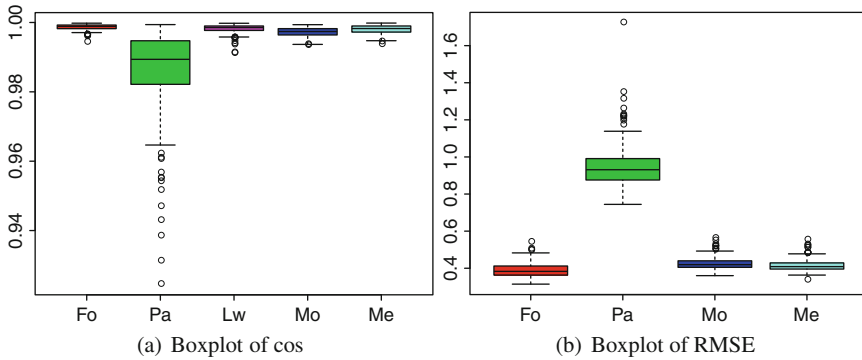 1.00
0.98
0.96
0.94
Fo Pa Lw Mo Me
(a) Boxplot of cos
1.6
1.4
1.2
1.0
0.8
0.6
0.4
Fo Pa Mo Me
(b) Boxplot of RMSE